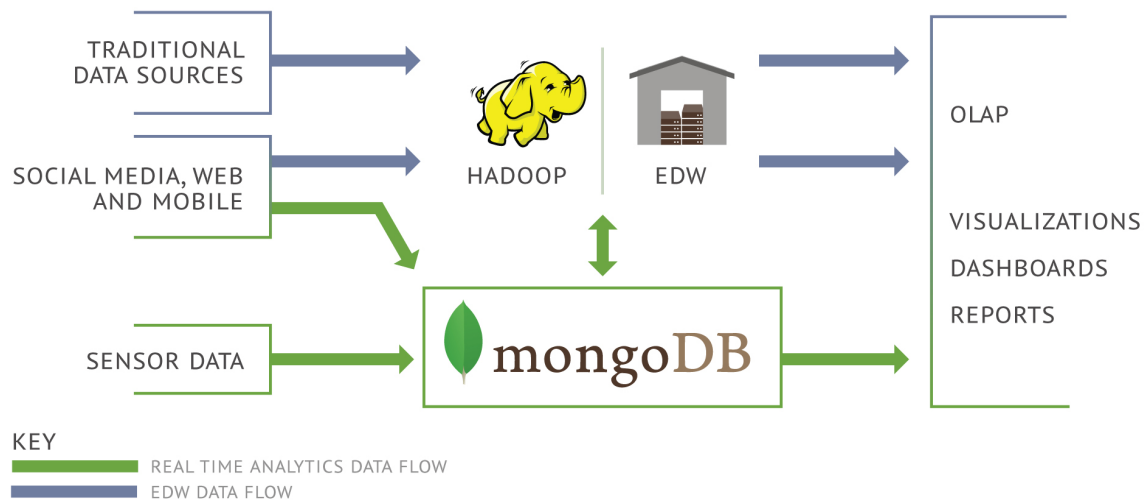 TRADITIONAL
DATA SOURCES
SOCIAL MEDIA, WEB
AND MOBILE
SENSOR DATA
HADOOP
EDW
mongoDB
OLAP
VISUALIZATIONS
DASHBOARDS
REPORTS
KEY
REAL TIME ANALYTICS DATA FLOW
EDW DATA FLOW